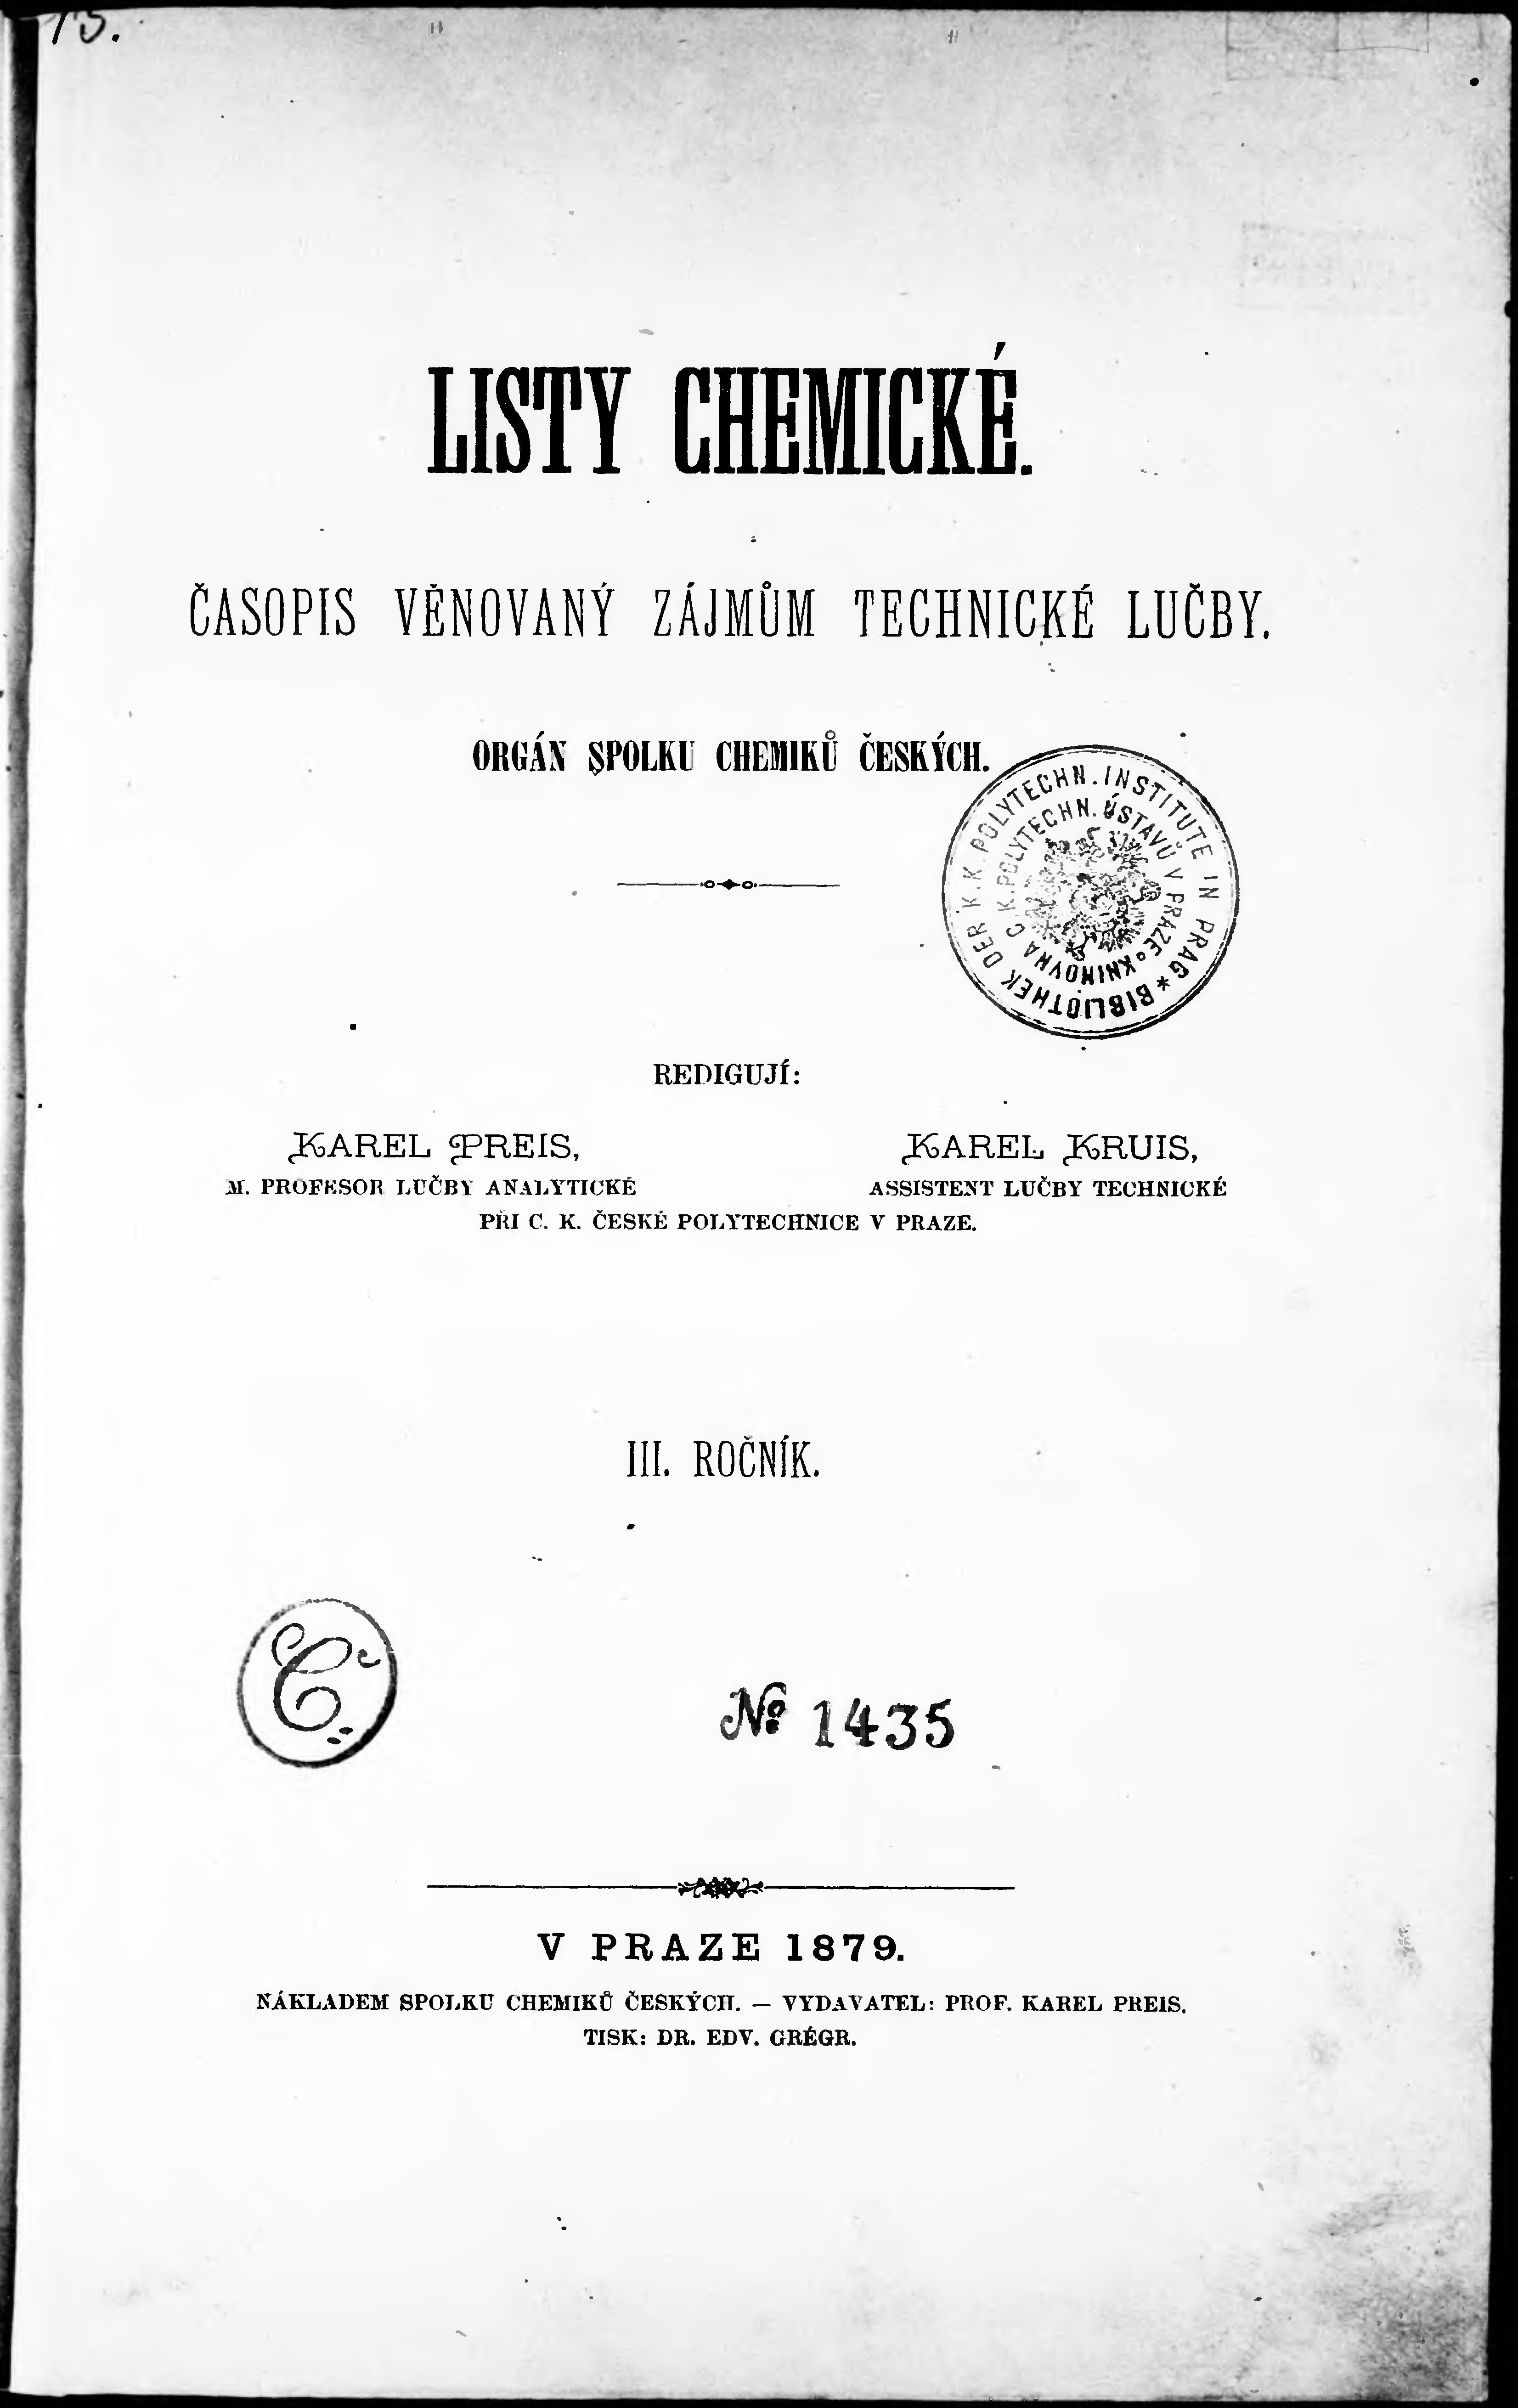 13.
LISTY CHEMICKÉ.
ČASOPIS VĚNOVANÝ ZÁJMŮM TECHNICKÉ LUČBY.
ORGÁN SPOLKU CHEMIKŮ ČESKÝCH.
BIBLIOTHEK DER K.K. POLYTECHN. INSTITUTE IN PRAG *
KNIHOVNA C.K. POLYTECHN. ÚSTAVŮ V PRAZE
REDIGUJÍ:
KAREL PREIS, KAREL KRUIS,
M. PROFESOR LUČBY ANALYTICKÉ ASSISTENT LUČBY TECHNICKÉ
PŘI C. K. ČESKÉ POLYTECHNICE V PRAZE.
III. ROČNÍK.
C
№ 1435
V PRAZE 1879.
NÁKLADEM SPOLKU CHEMIKŮ ČESKÝCH. — VYDAVATEL: PROF. KAREL PREIS.
TISK: DR. EDV. GRÉGR.